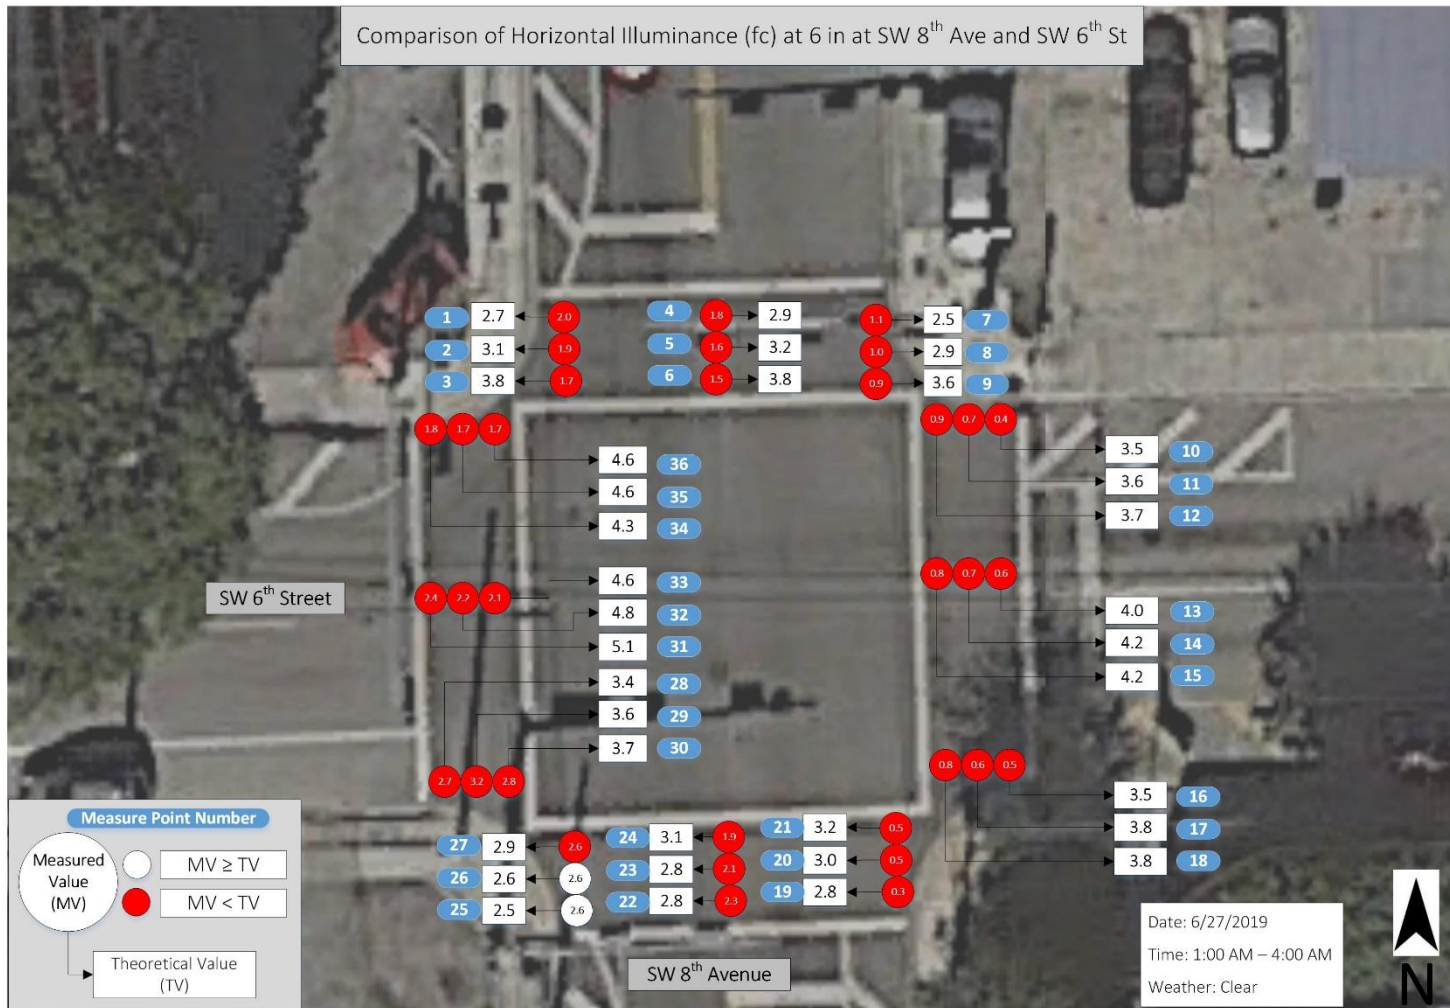 Comparison of Horizontal Illuminance (fc) at 6 in at SW 8th Ave and SW 6th St
1 2.7 2.0 4 1.8 2.9 1.1 2.5 7
2 3.1 1.9 5 1.6 3.2 1.0 2.9 8
3 3.8 1.7 6 1.5 3.8 0.9 3.6 9
1.8 1.7 1.7 0.9 0.7 0.4
4.6 36 3.5 10
4.6 35 3.6 11
4.3 34 3.7 12
4.6 33 0.8 0.7 0.6
SW 6th Street 2.4 2.2 2.1
4.8 32 4.0 13
5.1 31 4.2 14
3.4 28 4.2 15
3.6 29
3.7 30
2.7 3.2 2.8 0.8 0.6 0.5
3.5 16
3.8 17
3.8 18
27 2.9 2.6 24 3.1 1.9 21 3.2 0.5
26 2.6 2.6 23 2.8 2.1 20 3.0 0.5
25 2.5 2.6 22 2.8 2.3 19 2.8 0.3
Measure Point Number
Measured
Value
(MV)
MV ≥ TV
MV < TV
Theoretical Value
(TV)
SW 8th Avenue
Date: 6/27/2019
Time: 1:00 AM – 4:00 AM
Weather: Clear
N